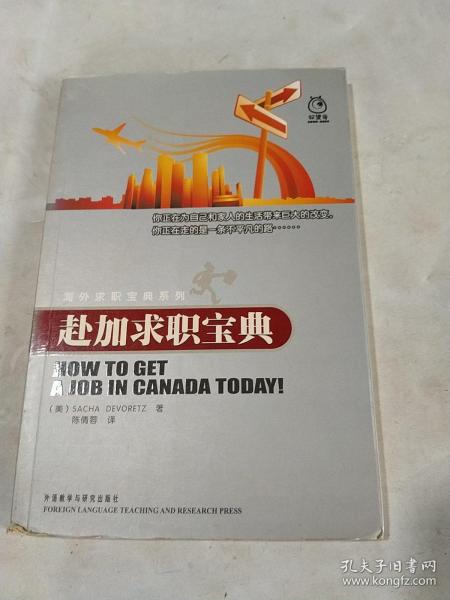 你正在为自己和家人的生活带来巨大的改变，
你正在走的是一条不平凡的路……
海外求职宝典系列
赴加求职宝典
HOW TO GET
A JOB IN CANADA TODAY!
（美）SACHA DEVORETZ 著
陈倩蓉 译
外语教学与研究出版社
FOREIGN LANGUAGE TEACHING AND RESEARCH PRESS
孔夫子旧书网
www.kongfz.com